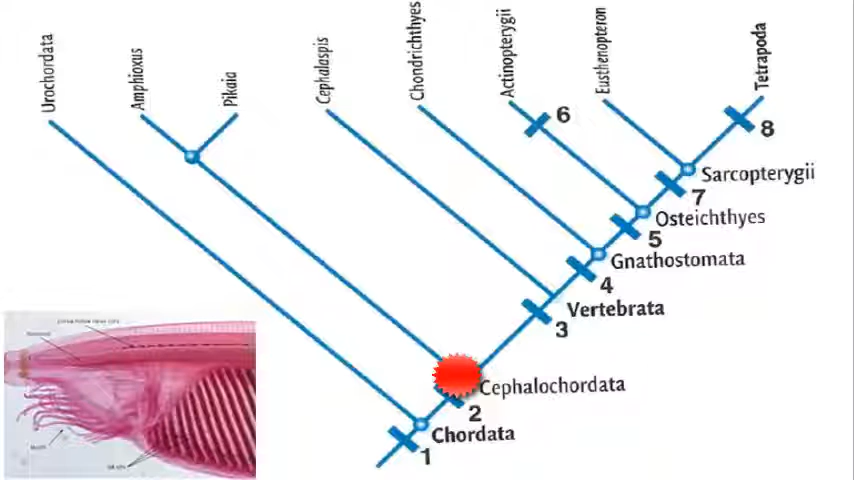 Urochordata
Amphioxus
Pikaia
Cephalaspis
Chondrichthyes
Actinopterygii
Eusthenopteron
Tetrapoda
6
8
Sarcopterygii
7
Osteichthyes
5
Gnathostomata
4
Vertebrata
3
Cephalochordata
2
Chordata
1